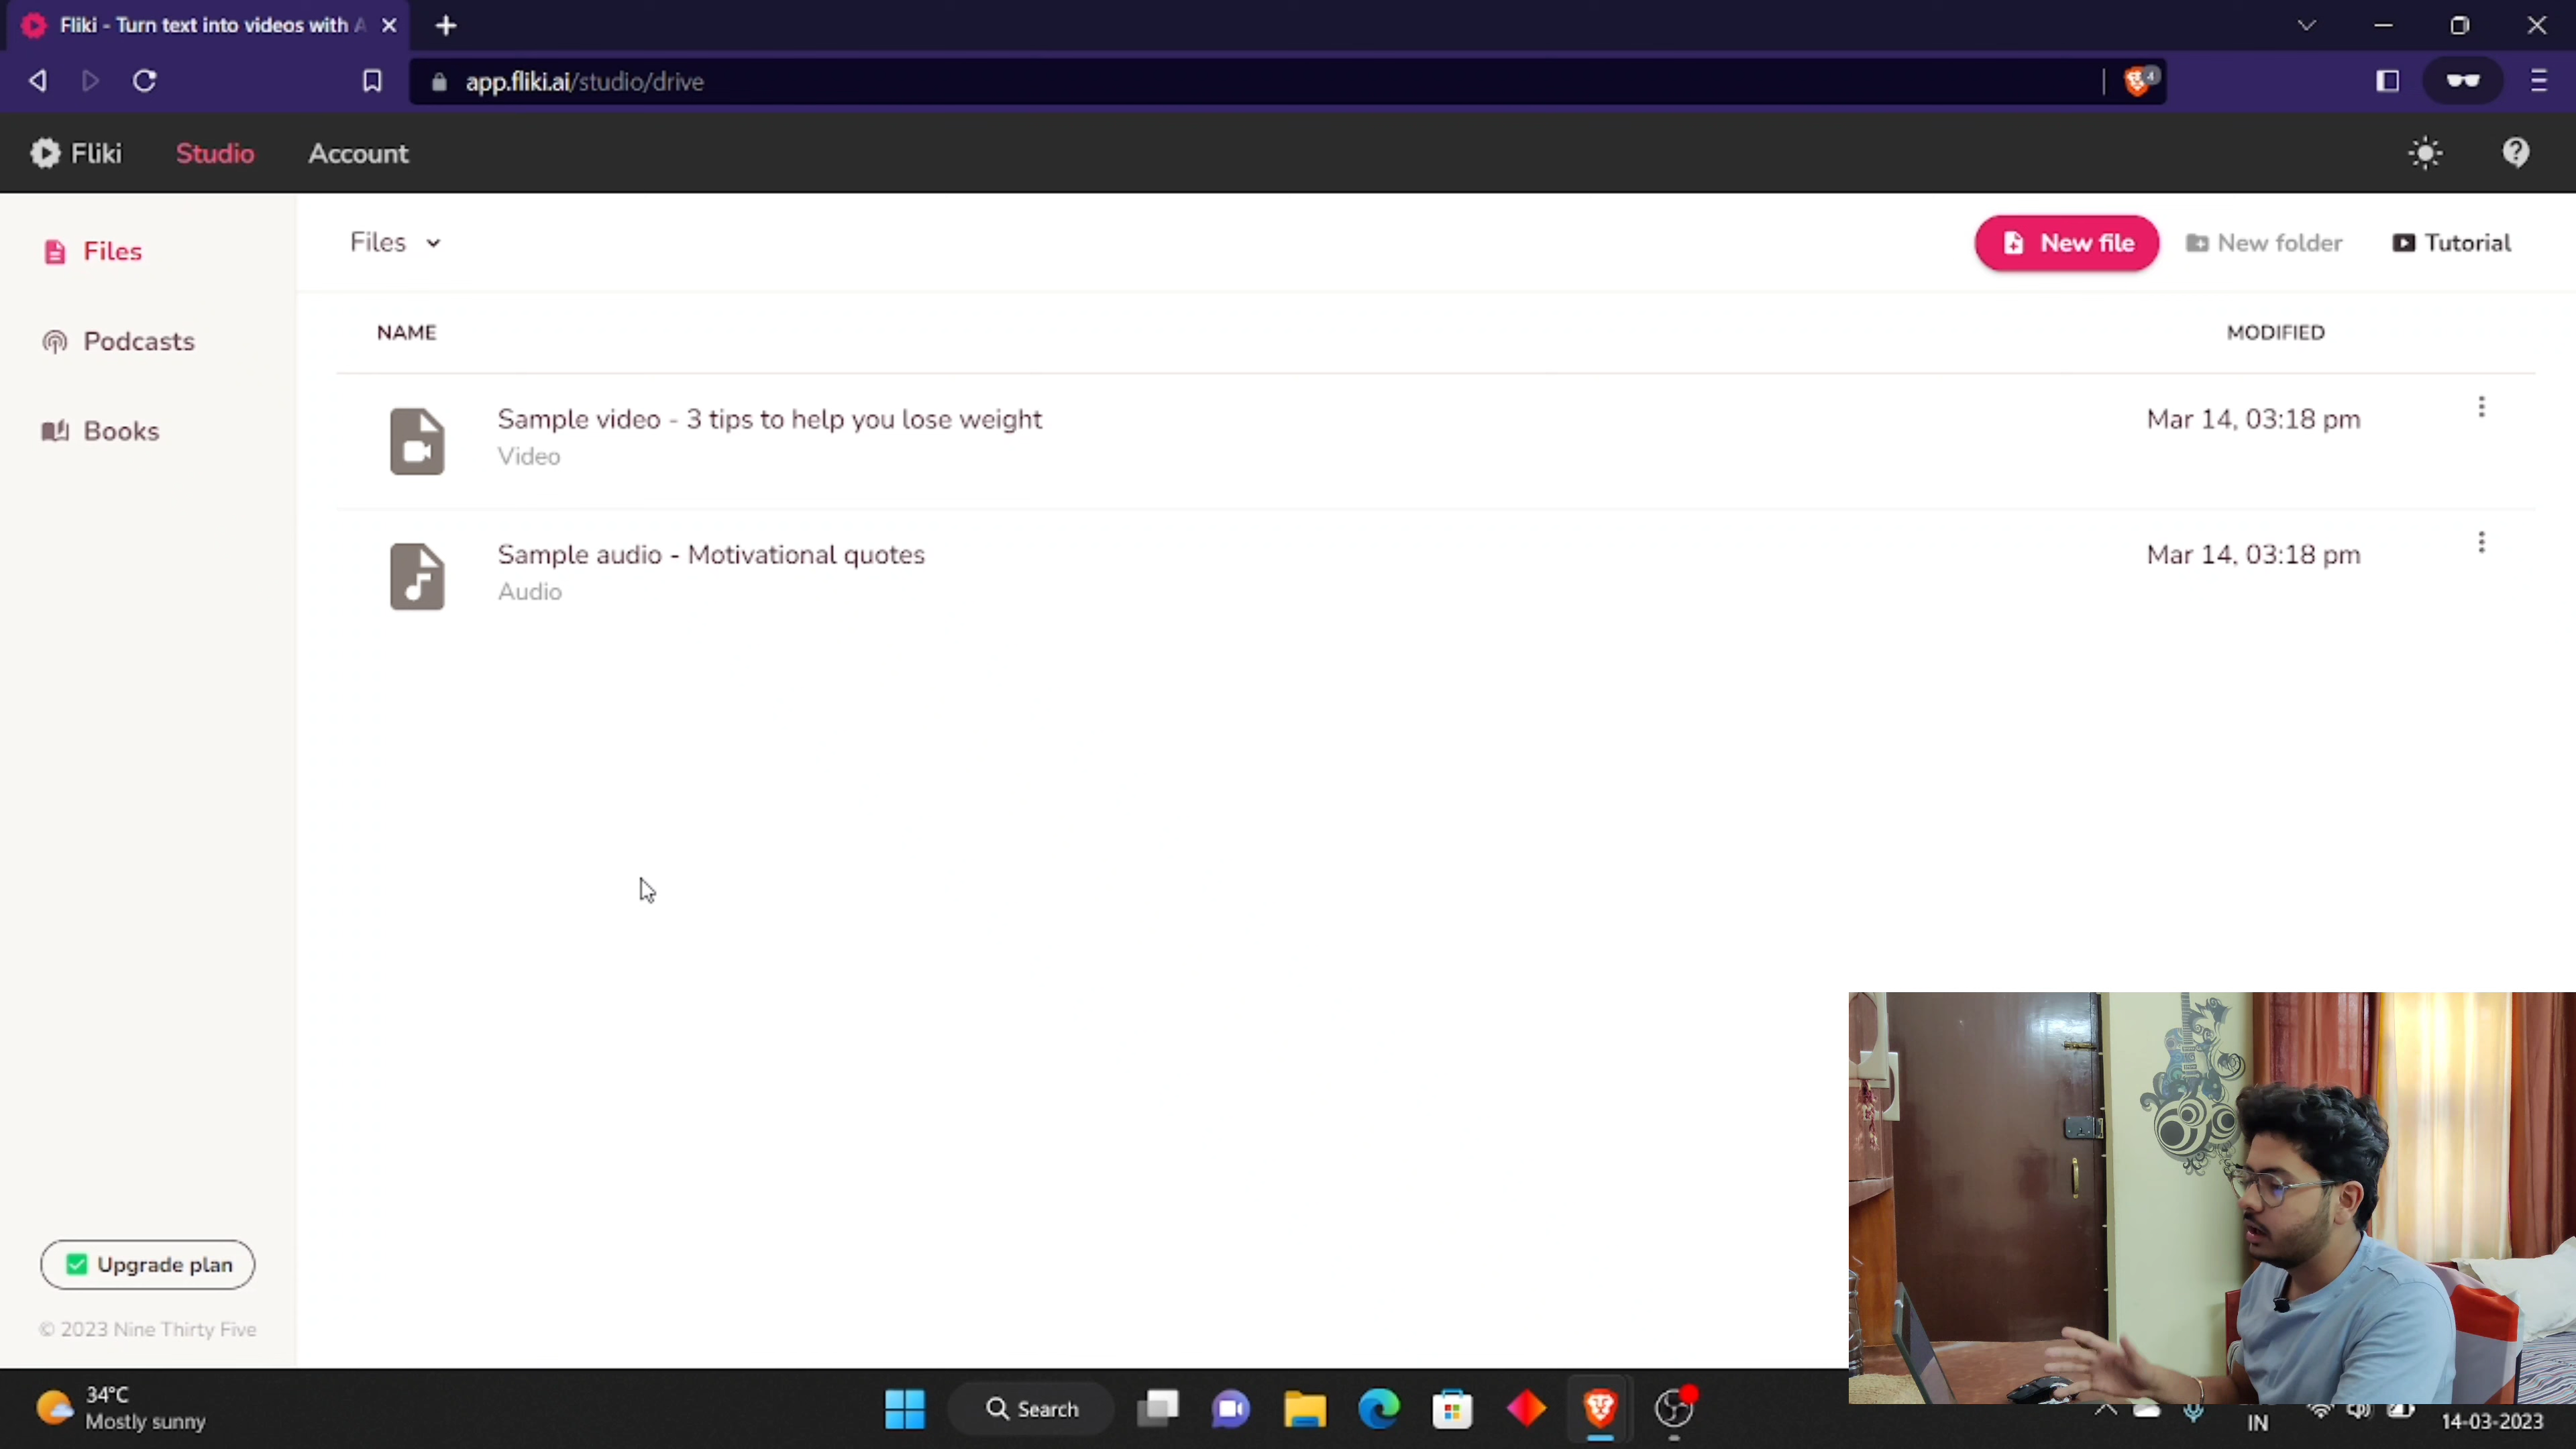 Fliki - Turn text into videos with A
app.fliki.ai/studio/drive
4
Fliki
Studio
Account
Files
Podcasts
Books
Files
New file
New folder
Tutorial
NAME
MODIFIED
Sample video - 3 tips to help you lose weight
Video
Mar 14, 03:18 pm
Sample audio - Motivational quotes
Audio
Mar 14, 03:18 pm
Upgrade plan
© 2023 Nine Thirty Five
34°C
Mostly sunny
Search
IN
14-03-2023